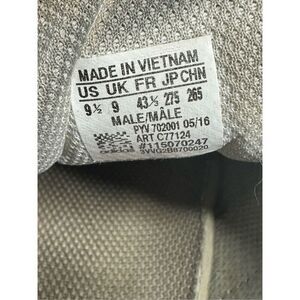 MADE IN VIETNAM
US UK FR JP CHN
9½ 9 43⅓ 275 265
MALE/MÂLE
PYV 702001 05/16
ART C77124
#115070247